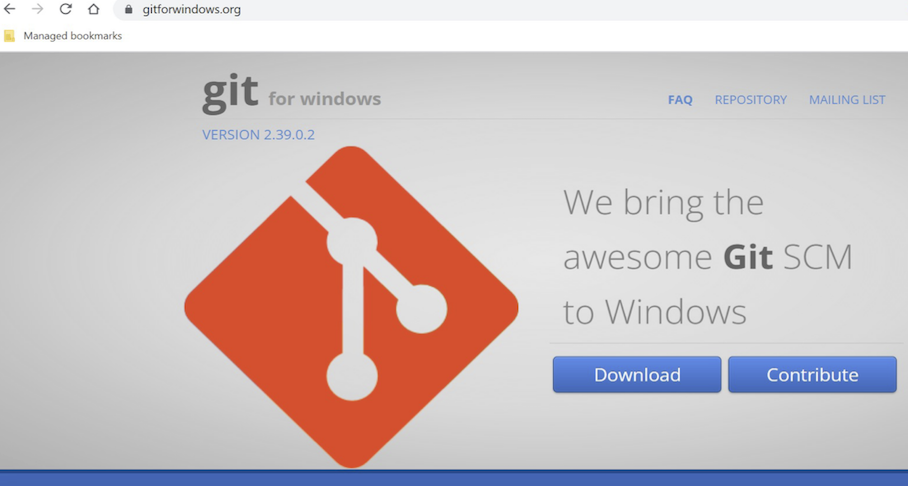 gitforwindows.org
Managed bookmarks
git for windows
FAQ REPOSITORY MAILING LIST
VERSION 2.39.0.2
We bring the
awesome Git SCM
to Windows
Download Contribute